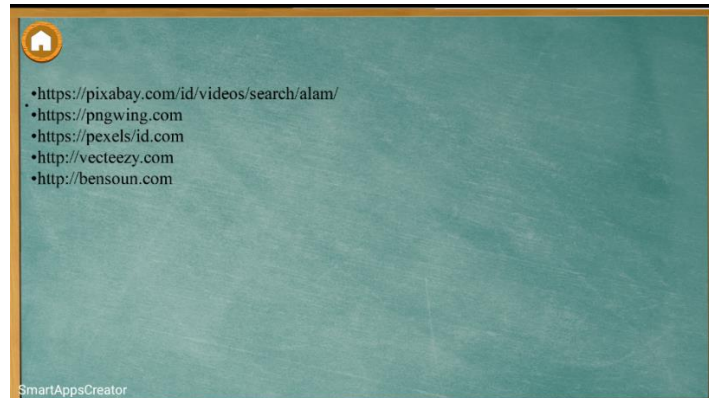 •https://pixabay.com/id/videos/search/alam/
•https://pngwing.com
•https://pexels/id.com
•http://vecteezy.com
•http://bensoun.com
SmartAppsCreator